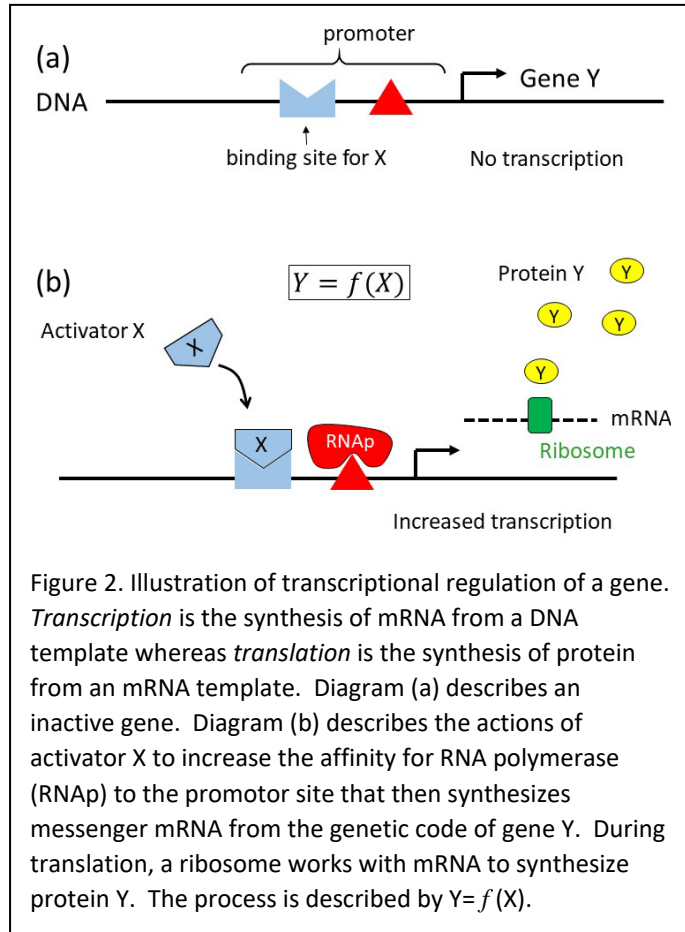 promoter
(a)
Gene Y
DNA
binding site for X
No transcription
(b)
Y = f(X)
Protein Y
Y
Y
Y
Activator X
X
Y
mRNA
X
RNAp
Ribosome
Increased transcription
Figure 2. Illustration of transcriptional regulation of a gene.
Transcription is the synthesis of mRNA from a DNA
template whereas translation is the synthesis of protein
from an mRNA template. Diagram (a) describes an
inactive gene. Diagram (b) describes the actions of
activator X to increase the affinity for RNA polymerase
(RNAp) to the promotor site that then synthesizes
messenger mRNA from the genetic code of gene Y. During
translation, a ribosome works with mRNA to synthesize
protein Y. The process is described by Y= f (X).